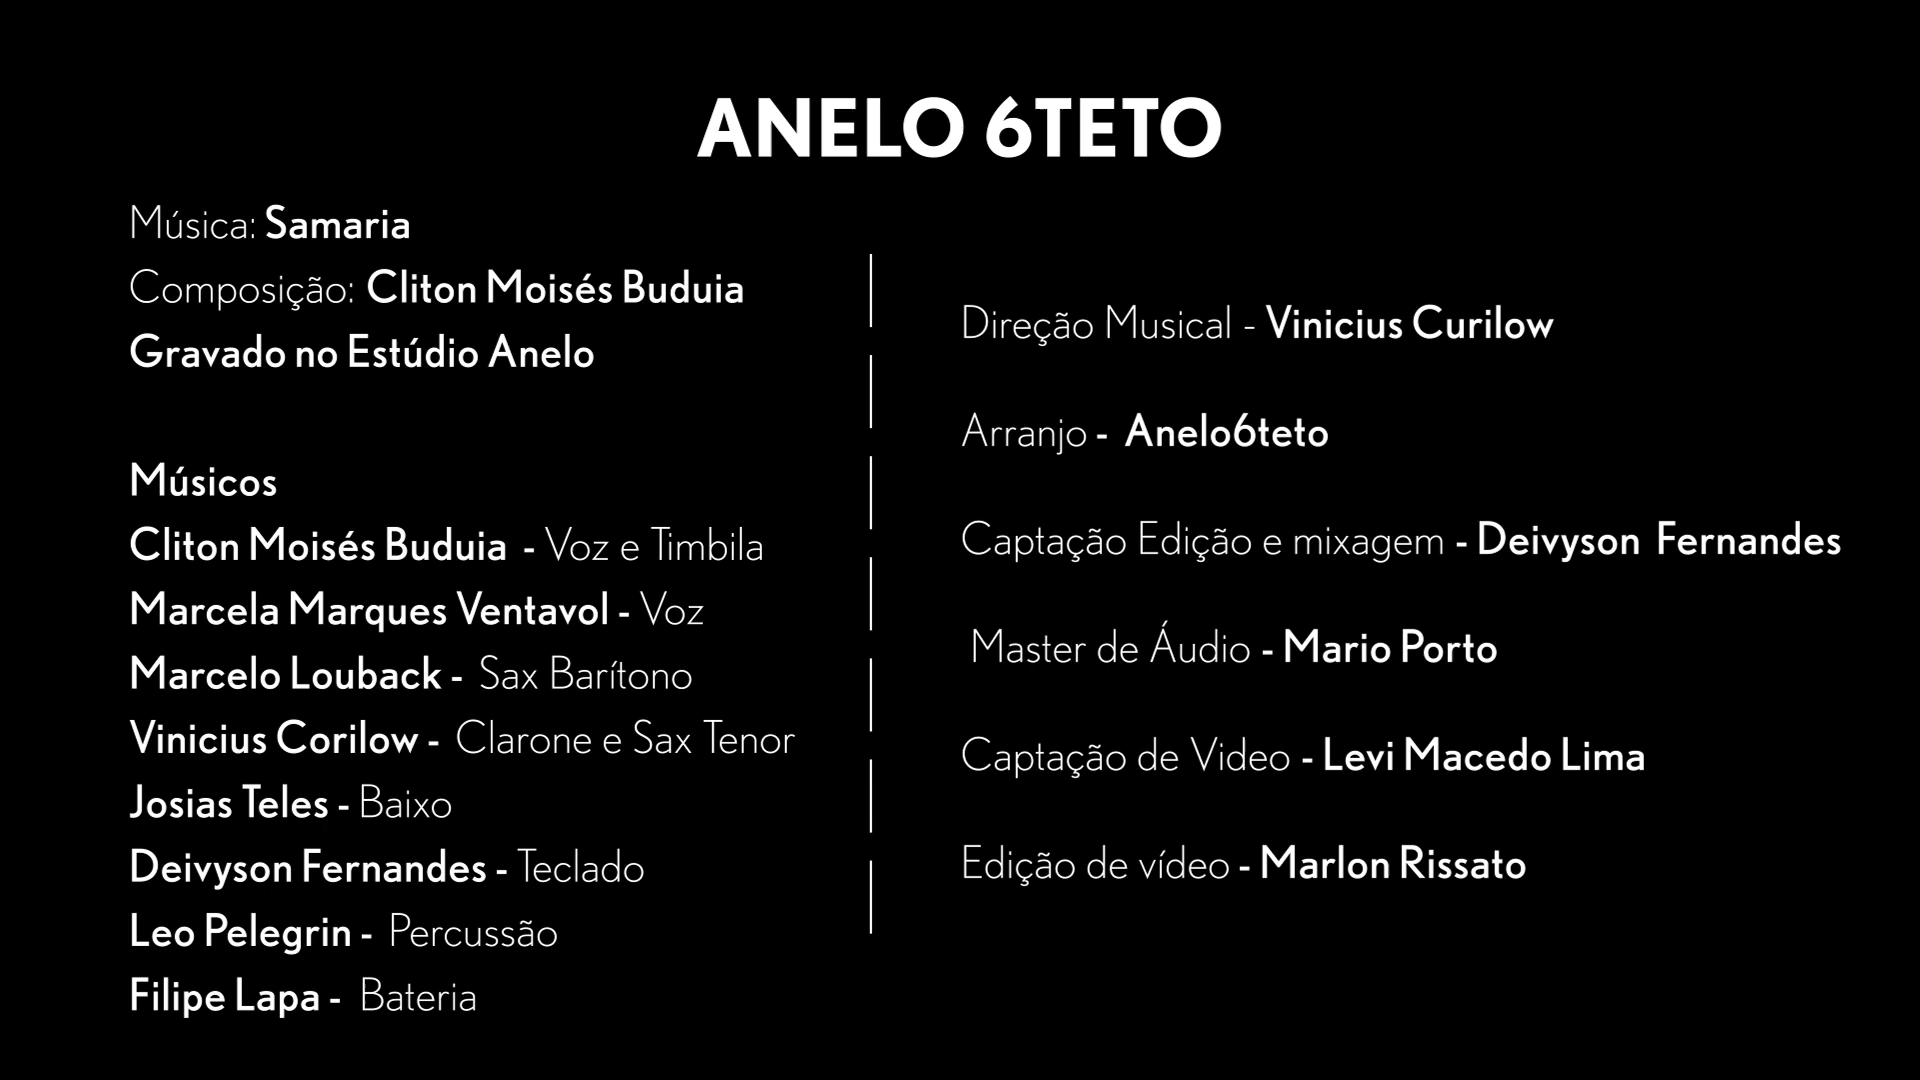 ANELO 6TETO
Música: Samaria
Composição: Cliton Moisés Buduia
Gravado no Estúdio Anelo
Músicos
Cliton Moisés Buduia - Voz e Timbila
Marcela Marques Ventavol - Voz
Marcelo Louback - Sax Barítono
Vinicius Corilow - Clarone e Sax Tenor
Josias Teles - Baixo
Deivyson Fernandes - Teclado
Leo Pelegrin - Percussão
Filipe Lapa - Bateria
Direção Musical - Vinicius Curilow
Arranjo - Anelo6teto
Captação Edição e mixagem - Deivyson Fernandes
Master de Áudio - Mario Porto
Captação de Video - Levi Macedo Lima
Edição de vídeo - Marlon Rissato